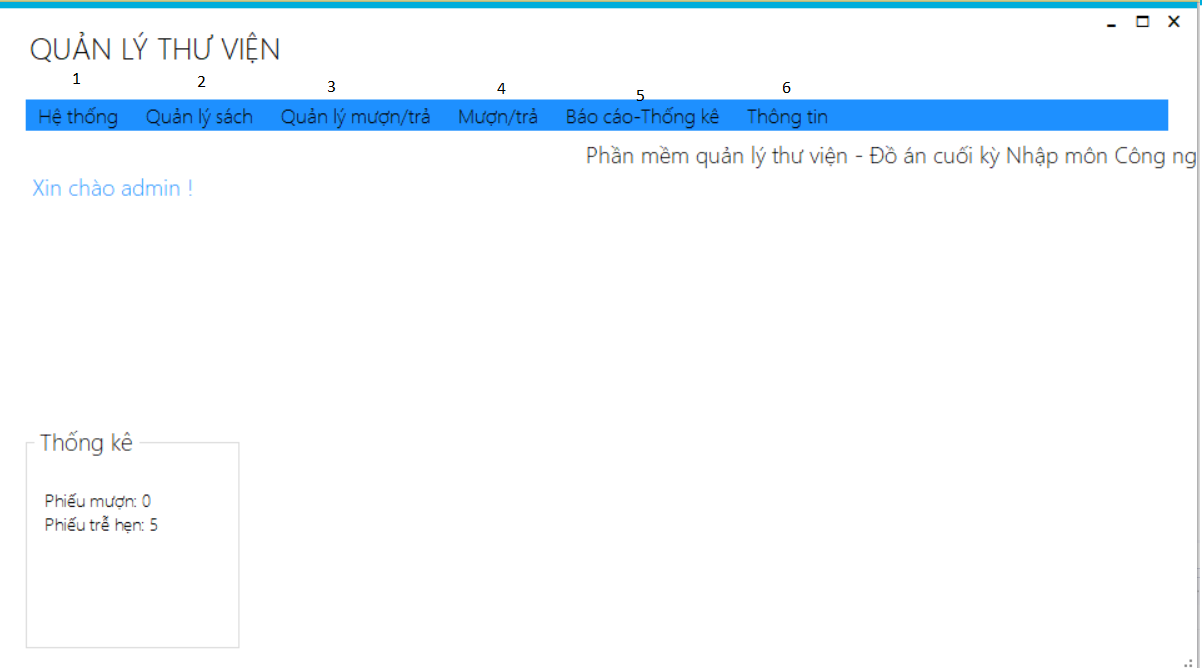 QUẢN LÝ THƯ VIỆN
1 2 3 4 5 6
Hệ thống Quản lý sách Quản lý mượn/trả Mượn/trả Báo cáo-Thống kê Thông tin
Phần mềm quản lý thư viện - Đồ án cuối kỳ Nhập môn Công ng
Xin chào admin !
Thống kê
Phiếu mượn: 0
Phiếu trễ hẹn: 5